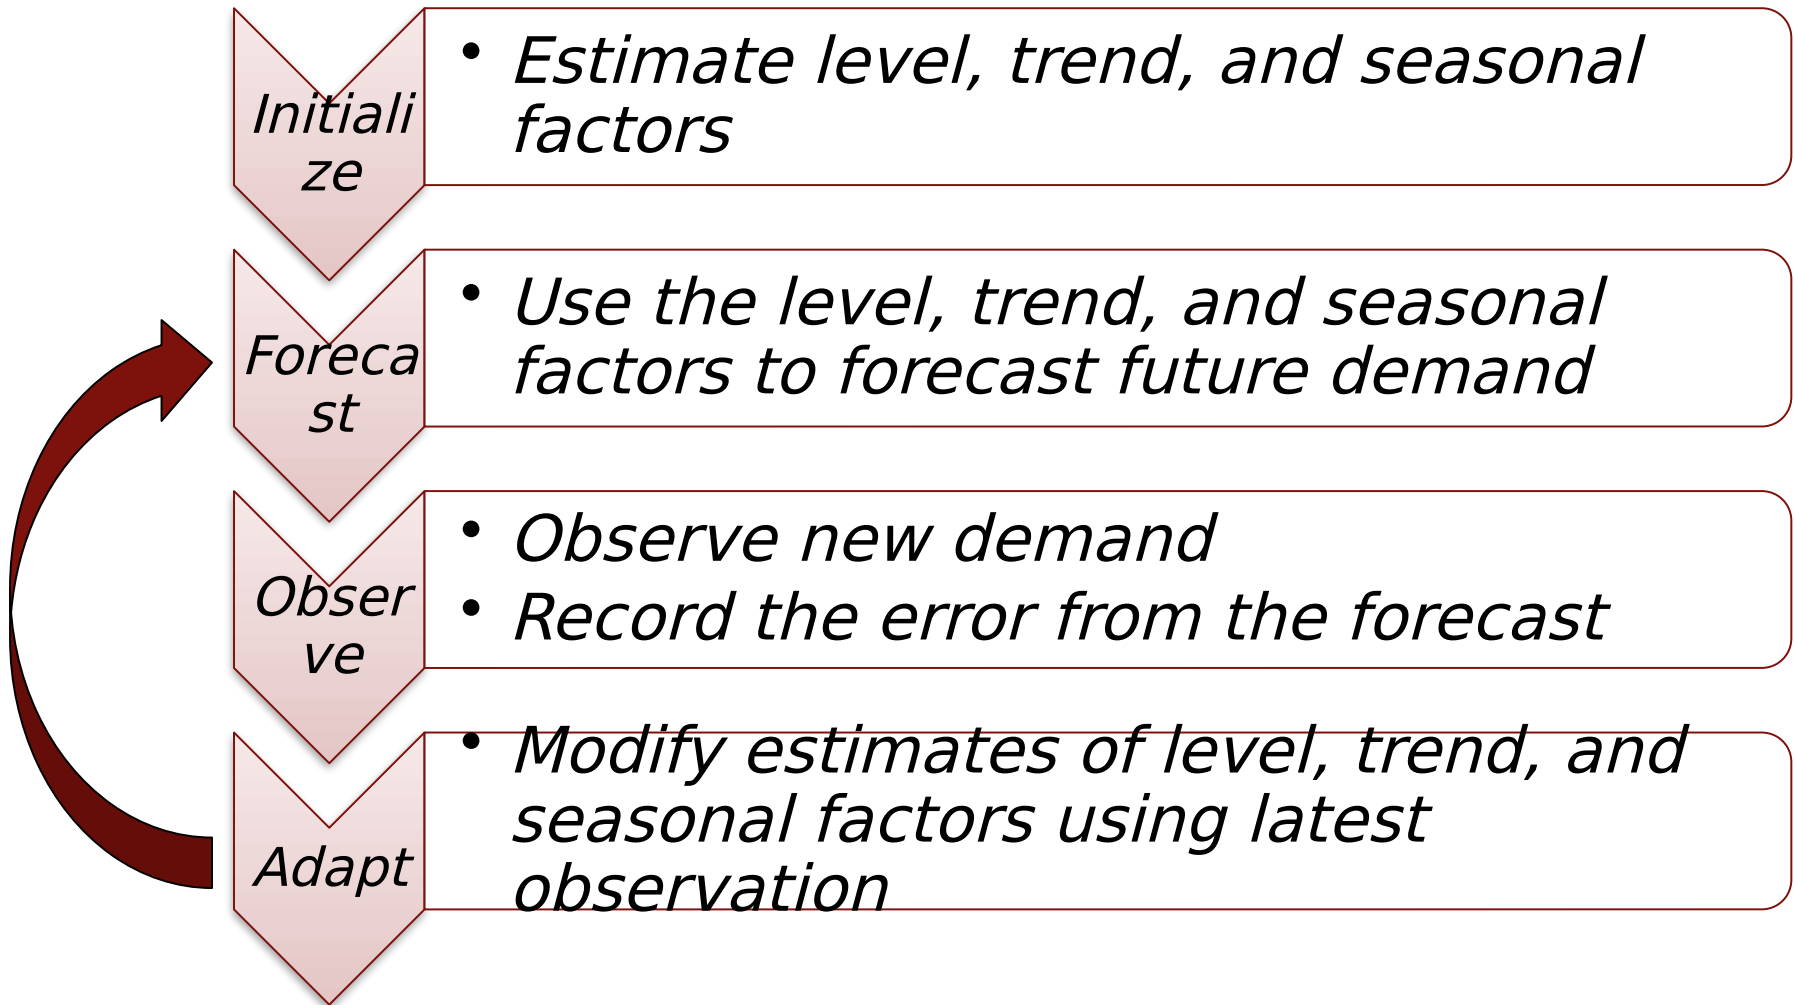 Initiali
ze
• Estimate level, trend, and seasonal
factors
Foreca
st
• Use the level, trend, and seasonal
factors to forecast future demand
Obser
ve
• Observe new demand
• Record the error from the forecast
Adapt
• Modify estimates of level, trend, and
seasonal factors using latest
observation